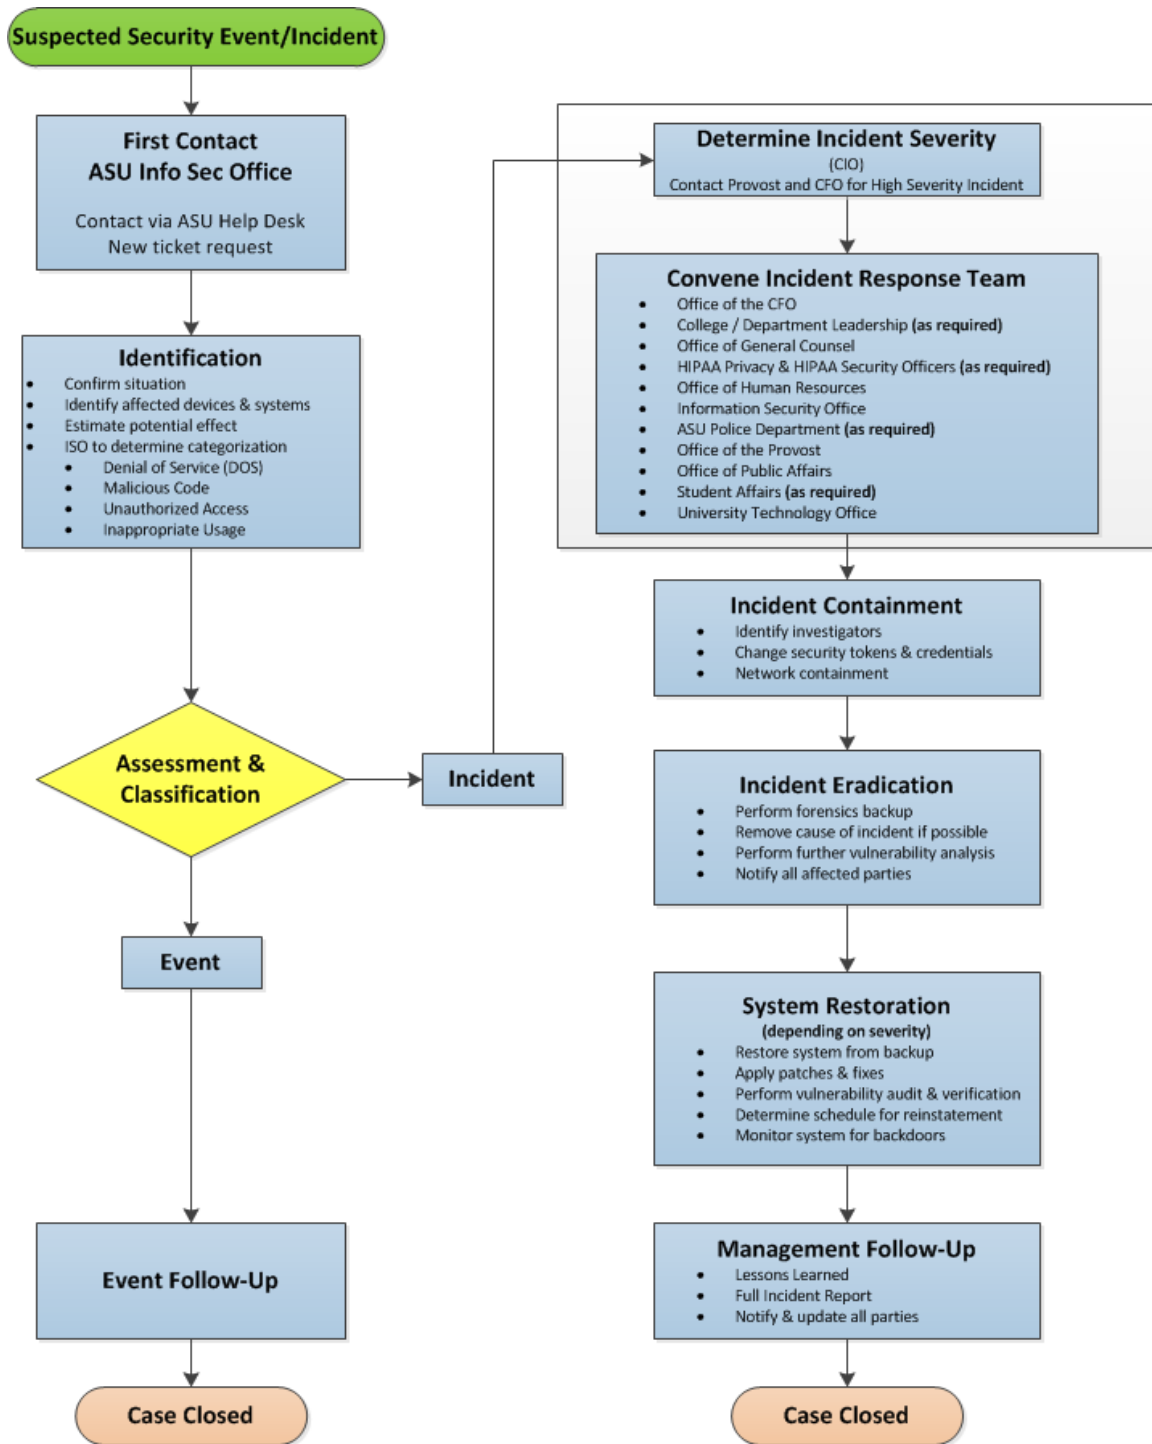 Suspected Security Event/Incident
First Contact
ASU Info Sec Office
Contact via ASU Help Desk
New ticket request
Identification
• Confirm situation
• Identify affected devices & systems
• Estimate potential effect
• ISO to determine categorization
• Denial of Service (DOS)
• Malicious Code
• Unauthorized Access
• Inappropriate Usage
Assessment &
Classification
Incident
Event
Event Follow-Up
Case Closed
Determine Incident Severity
(CIO)
Contact Provost and CFO for High Severity Incident
Convene Incident Response Team
• Office of the CFO
• College / Department Leadership (as required)
• Office of General Counsel
• HIPAA Privacy & HIPAA Security Officers (as required)
• Office of Human Resources
• Information Security Office
• ASU Police Department (as required)
• Office of the Provost
• Office of Public Affairs
• Student Affairs (as required)
• University Technology Office
Incident Containment
• Identify investigators
• Change security tokens & credentials
• Network containment
Incident Eradication
• Perform forensics backup
• Remove cause of incident if possible
• Perform further vulnerability analysis
• Notify all affected parties
System Restoration
(depending on severity)
• Restore system from backup
• Apply patches & fixes
• Perform vulnerability audit & verification
• Determine schedule for reinstatement
• Monitor system for backdoors
Management Follow-Up
• Lessons Learned
• Full Incident Report
• Notify & update all parties
Case Closed